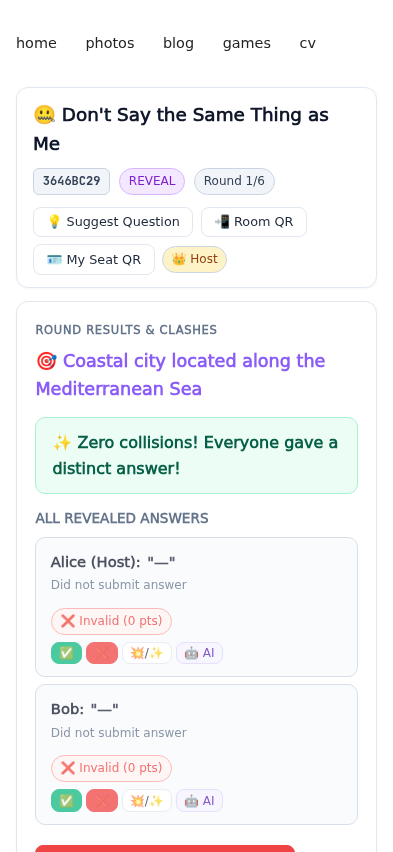 home photos blog games cv
🤐 Don't Say the Same Thing as
Me
3646BC29 REVEAL Round 1/6
💡 Suggest Question 📲 Room QR
🪪 My Seat QR 👑 Host
ROUND RESULTS & CLASHES
🎯 Coastal city located along the
Mediterranean Sea
✨ Zero collisions! Everyone gave a
distinct answer!
ALL REVEALED ANSWERS
Alice (Host): "—"
Did not submit answer
❌ Invalid (0 pts)
✅ ❌ 💥/✨ 🤖 AI
Bob: "—"
Did not submit answer
❌ Invalid (0 pts)
✅ ❌ 💥/✨ 🤖 AI